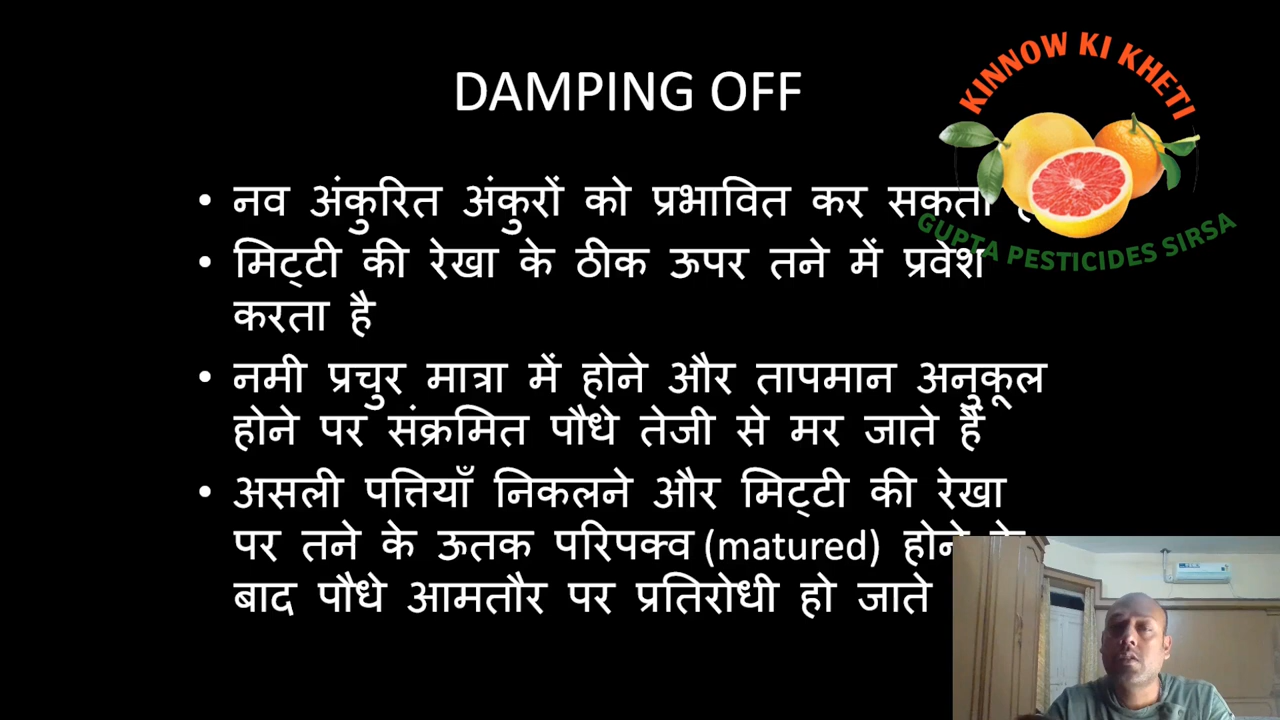 DAMPING OFF
KINNOW KI KHETI
GUPTA PESTICIDES SIRSA
• नव अंकुरित अंकुरों को प्रभावित कर सकता
• मिट्टी की रेखा के ठीक ऊपर तने में प्रवेश
करता है
• नमी प्रचुर मात्रा में होने और तापमान अनुकूल
होने पर संक्रमित पौधे तेजी से मर जाते हैं
• असली पत्तियाँ निकलने और मिट्टी की रेखा
पर तने के ऊतक परिपक्व (matured) होने
बाद पौधे आमतौर पर प्रतिरोधी हो जाते